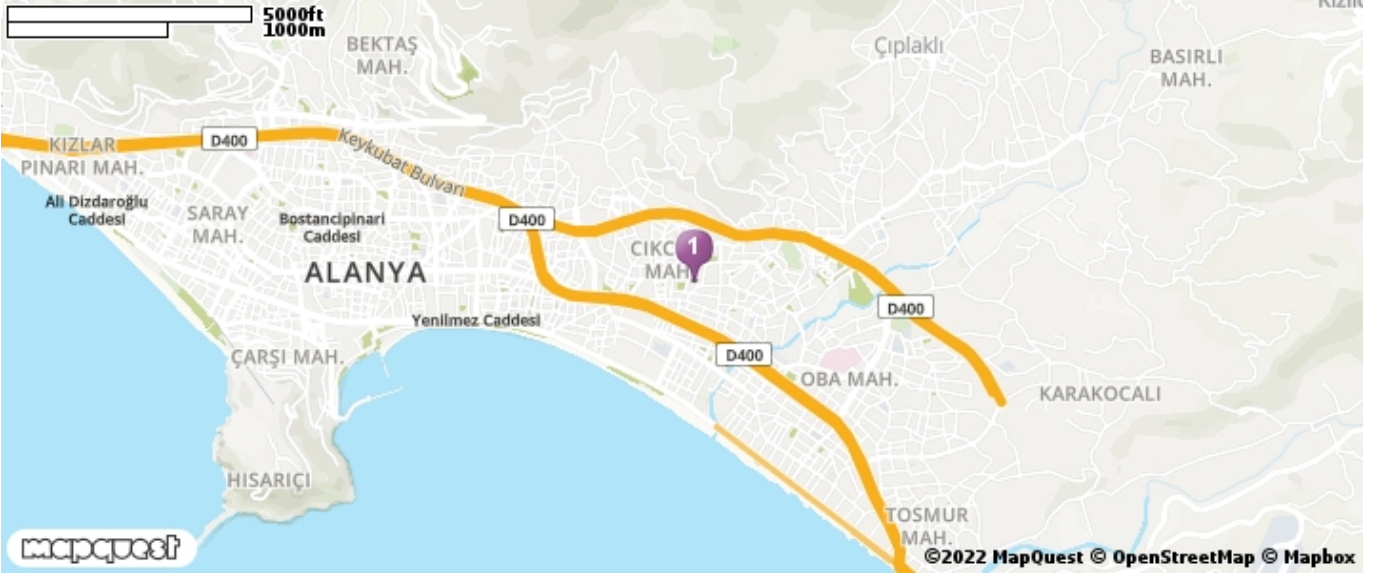 5000ft
1000m
BEKTAŞ
MAH.
Çıplaklı
BASIRLI
MAH.
D400
KIZLAR
PINARI MAH.
Keykubat Bulvarı
Ali Dizdaroğlu
Caddesi
SARAY
MAH.
Bostancipinari
Caddesi
D400
MAH.
1
ALANYA
D400
Yenilmez Caddesi
D400
ÇARŞI MAH.
OBA MAH.
KARAKOCALI
HISARIÇI
TOSMUR
MAH.
mapquest
©2022 MapQuest © OpenStreetMap © Mapbox